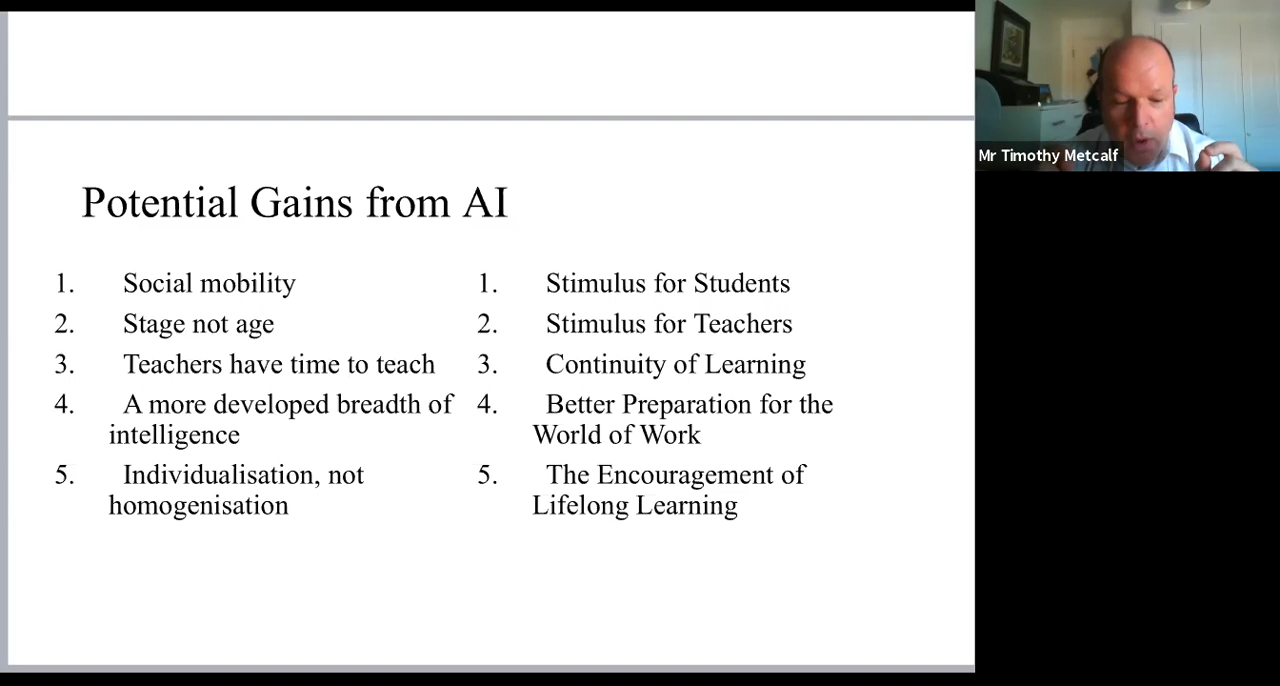 Potential Gains from AI
1. Social mobility
2. Stage not age
3. Teachers have time to teach
4. A more developed breadth of
intelligence
5. Individualisation, not
homogenisation
1. Stimulus for Students
2. Stimulus for Teachers
3. Continuity of Learning
4. Better Preparation for the
World of Work
5. The Encouragement of
Lifelong Learning
Mr Timothy Metcalf